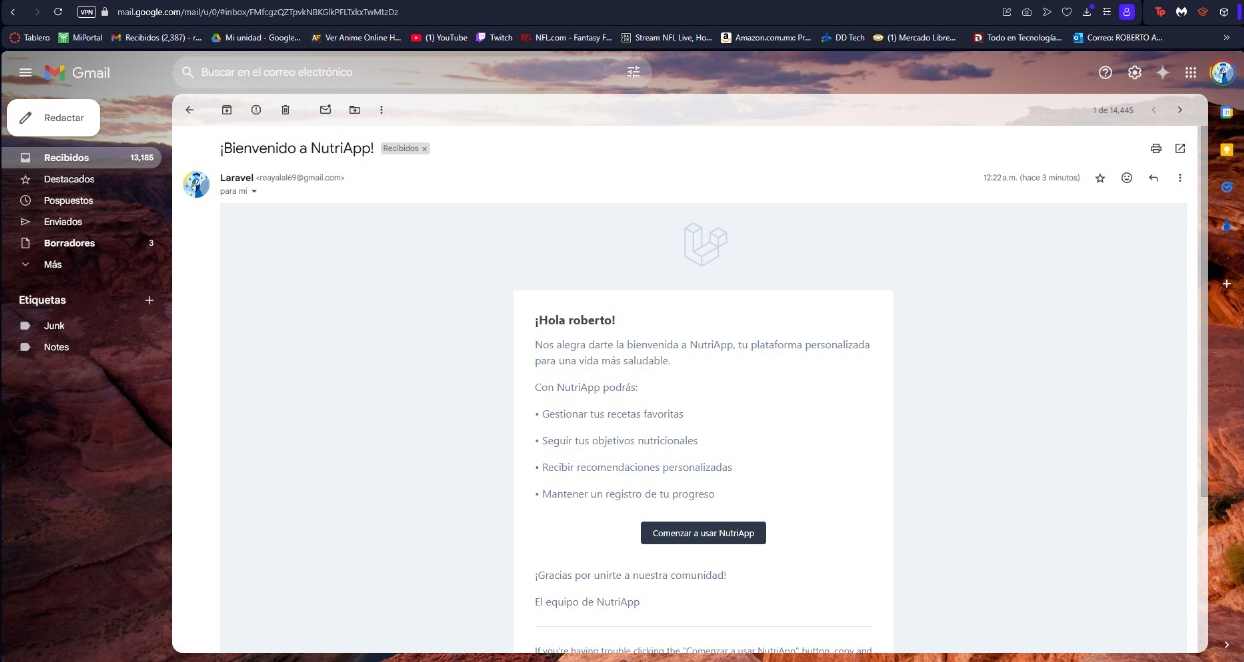 VPN mail.google.com/mail/u/0/#inbox/FMfcgzQZTpvkNBKGlkPFLTxlxxTwMtzDz
Tablero MiPortal Recibidos (2,387) - r... Mi unidad - Google... Ver Anime Online H... (1) YouTube Twitch NFL.com - Fantasy F... Stream NFL Live, Ho... Amazon.com.mx: Pr... DD Tech (1) Mercado Libre... Todo en Tecnología... Correo: ROBERTO A... »
Gmail
Buscar en el correo electrónico
Redactar
1 de 14,445
Recibidos 13,185
Destacados
Pospuestos
Enviados
Borradores 3
Más
Etiquetas +
Junk
Notes
¡Bienvenido a NutriApp! Recibidos ×
Laravel <reayalal69@gmail.com>
12:22 a.m. (hace 3 minutos)
para mí
¡Hola roberto!
Nos alegra darte la bienvenida a NutriApp, tu plataforma personalizada
para una vida más saludable.
Con NutriApp podrás:
• Gestionar tus recetas favoritas
• Seguir tus objetivos nutricionales
• Recibir recomendaciones personalizadas
• Mantener un registro de tu progreso
Comenzar a usar NutriApp
¡Gracias por unirte a nuestra comunidad!
El equipo de NutriApp
If you're having trouble clicking the "Comenzar a usar NutriApp" button, copy and